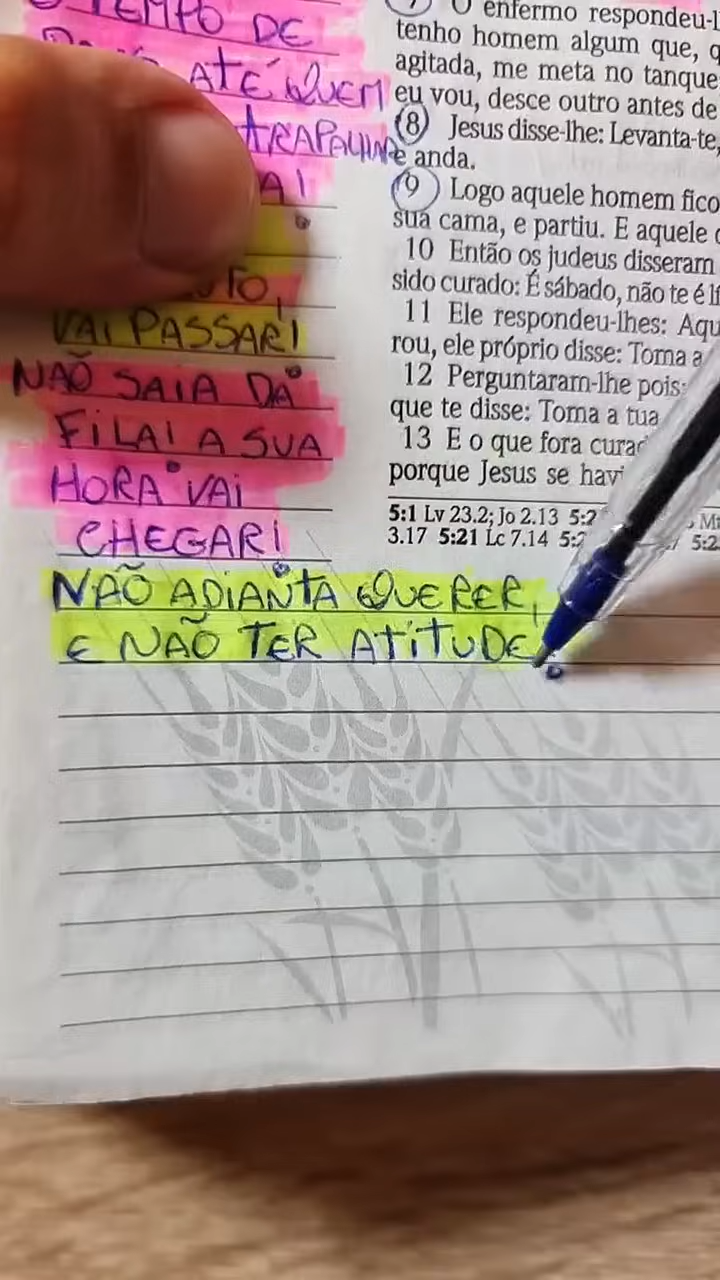 TEMPO DE
ATÉ QUEM
ATRAPALHA
VAI PASSAR!
NÃO SAIA DA
FILA! A SUA
HORA VAI
CHEGAR!
NÃO ADIANTA QUERER,
E NÃO TER ATITUDE.
7 O enfermo respondeu-l
tenho homem algum que, q
agitada, me meta no tanque
eu vou, desce outro antes de
8 Jesus disse-lhe: Levanta-te,
e anda.
9 Logo aquele homem fico
sua cama, e partiu. E aquele
10 Então os judeus disseram
sido curado: É sábado, não te é l
11 Ele respondeu-lhes: Aqu
rou, ele próprio disse: Toma a
12 Perguntaram-lhe pois:
que te disse: Toma a tua
13 E o que fora cura
porque Jesus se havi
5:1 Lv 23.2; Jo 2.13 5:2
3.17 5:21 Lc 7.14 5:2